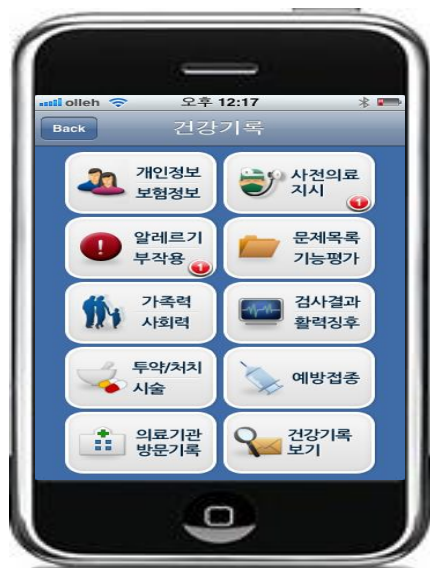 olleh 오후 12:17
Back 건강기록
개인정보
보험정보
사전의료
지시
1
알레르기
부작용
1
문제목록
기능평가
가족력
사회력
검사결과
활력징후
투약/처치
시술
예방접종
의료기관
방문기록
건강기록
보기